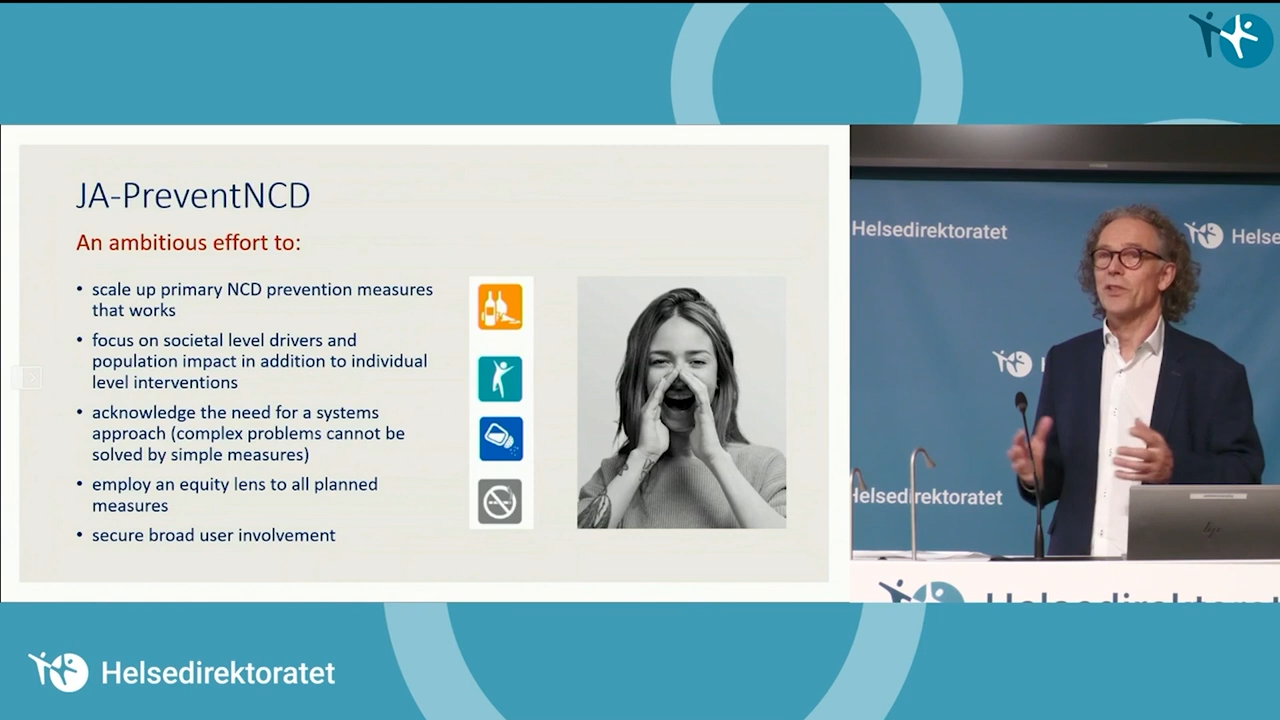 JA-PreventNCD
An ambitious effort to:
• scale up primary NCD prevention measures
that works
• focus on societal level drivers and
population impact in addition to individual
level interventions
• acknowledge the need for a systems
approach (complex problems cannot be
solved by simple measures)
• employ an equity lens to all planned
measures
• secure broad user involvement
Helsedirektoratet
Helse
Helsedirektoratet
hp
Helsedirektorat
Helsedirektoratet